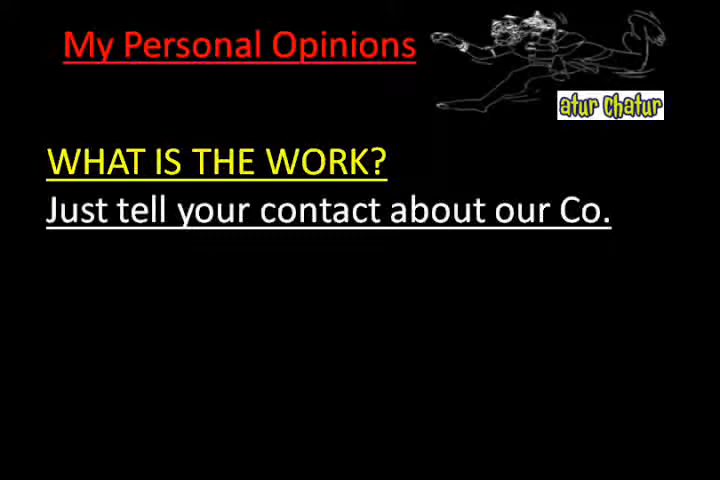 My Personal Opinions
atur Chatur
WHAT IS THE WORK?
Just tell your contact about our Co.